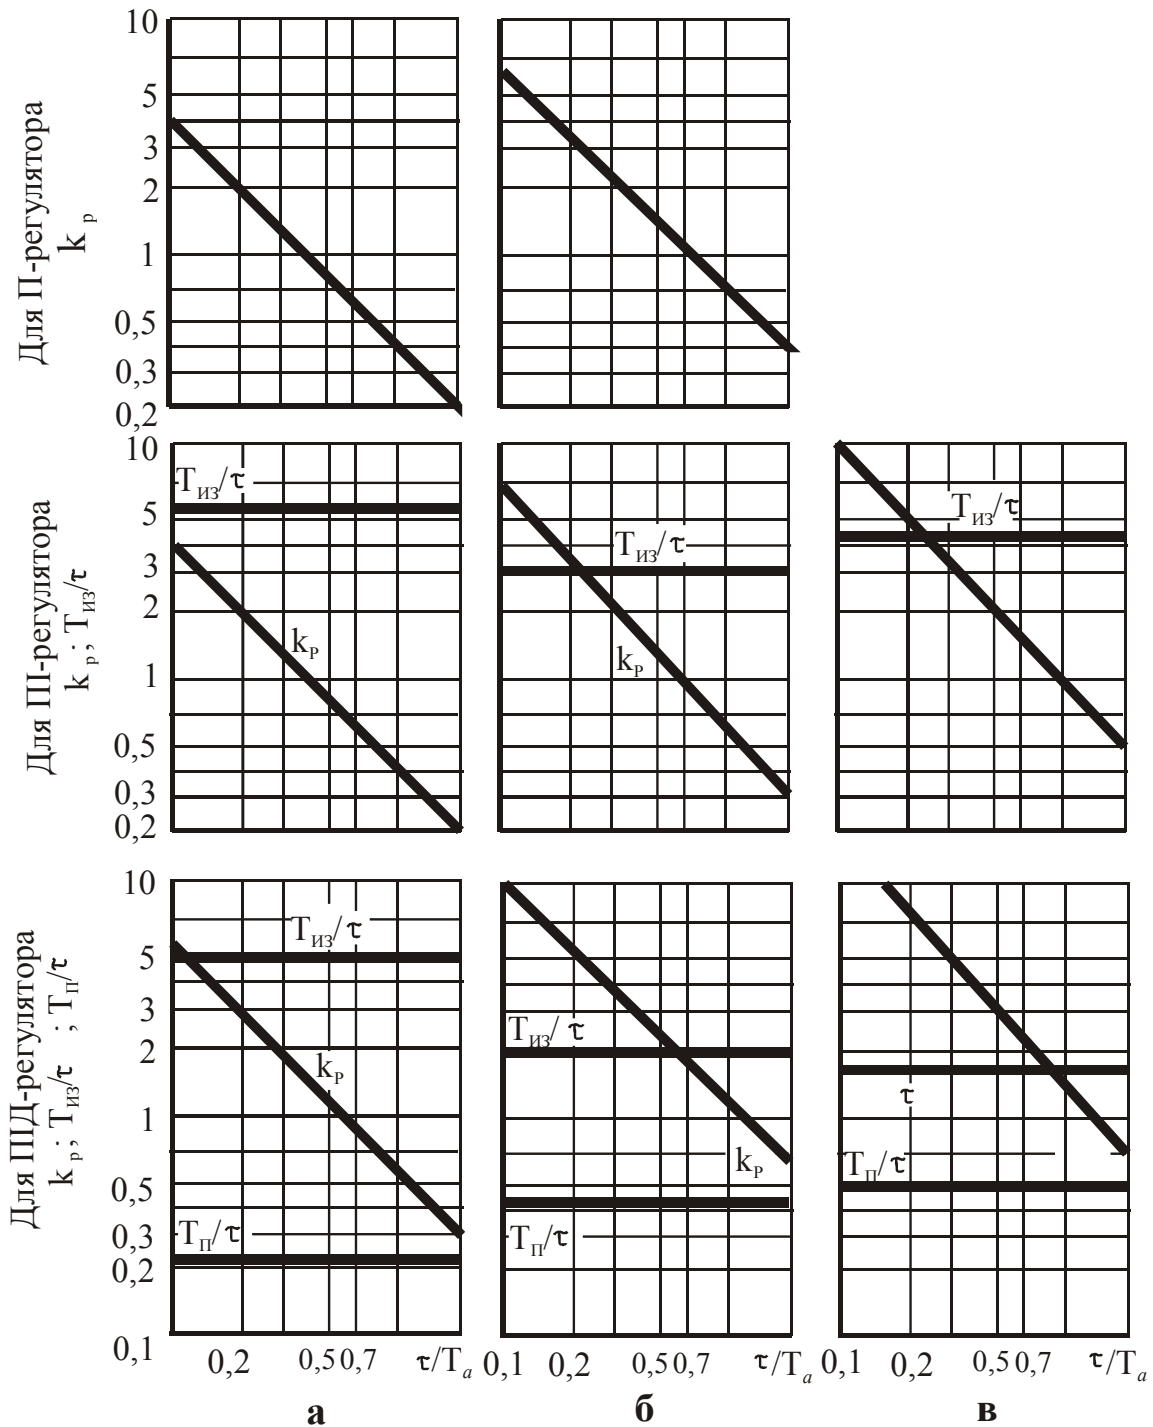 Для П-регулятора
k р
10
5
3
2
1
0,5
0,3
0,2
Для ПІ-регулятора
k р ; Tиз/τ
10
5
3
2
1
0,5
0,3
0,2
Tиз/τ
kР
Tиз/τ
kР
Tиз/τ
Для ПІД-регулятора
k р ; Tиз/τ ; TП/τ
10
5
3
2
1
0,5
0,3
0,2
0,1
Tиз/τ
kР
TП/τ
Tиз/τ
kР
TП/τ
τ
TП/τ
0,2 0,5 0,7 τ/Ta
0,1 0,2 0,5 0,7 τ/Ta
0,1 0,2 0,5 0,7 τ/Ta
а б в